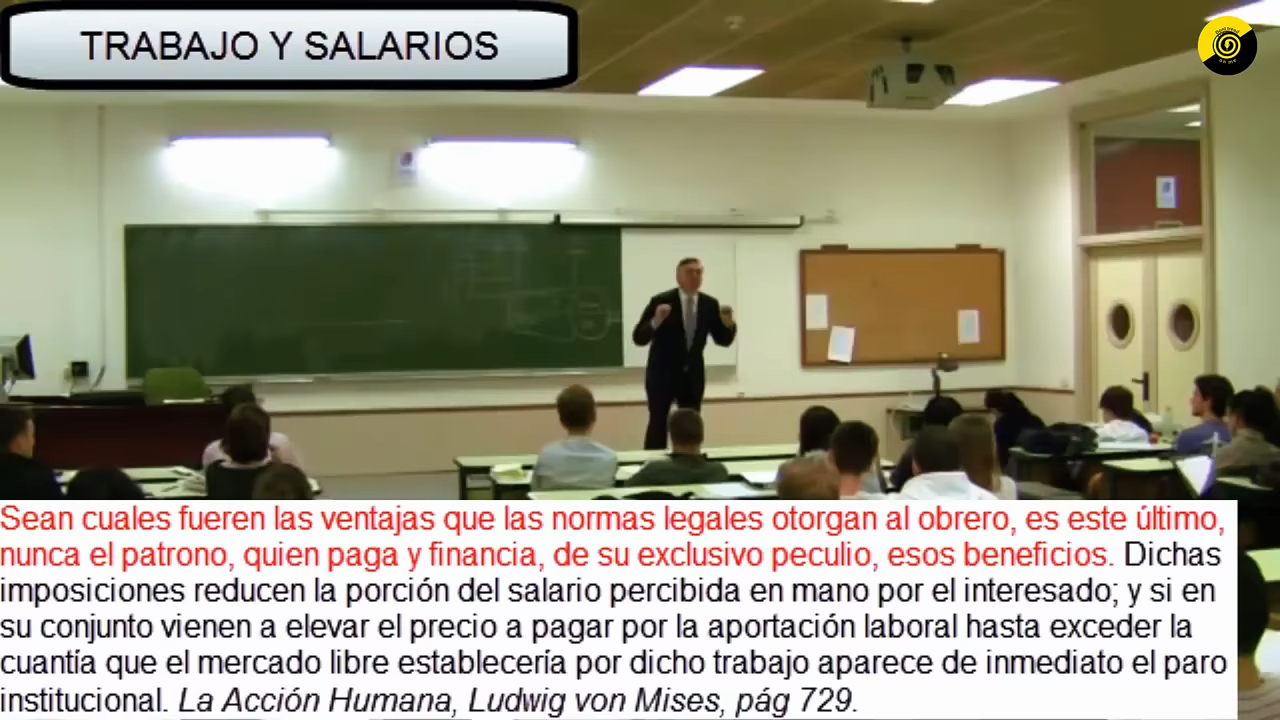 TRABAJO Y SALARIOS
Sean cuales fueren las ventajas que las normas legales otorgan al obrero, es este último,
nunca el patrono, quien paga y financia, de su exclusivo peculio, esos beneficios. Dichas
imposiciones reducen la porción del salario percibida en mano por el interesado; y si en
su conjunto vienen a elevar el precio a pagar por la aportación laboral hasta exceder la
cuantía que el mercado libre establecería por dicho trabajo aparece de inmediato el paro
institucional. La Acción Humana, Ludwig von Mises, pág 729.